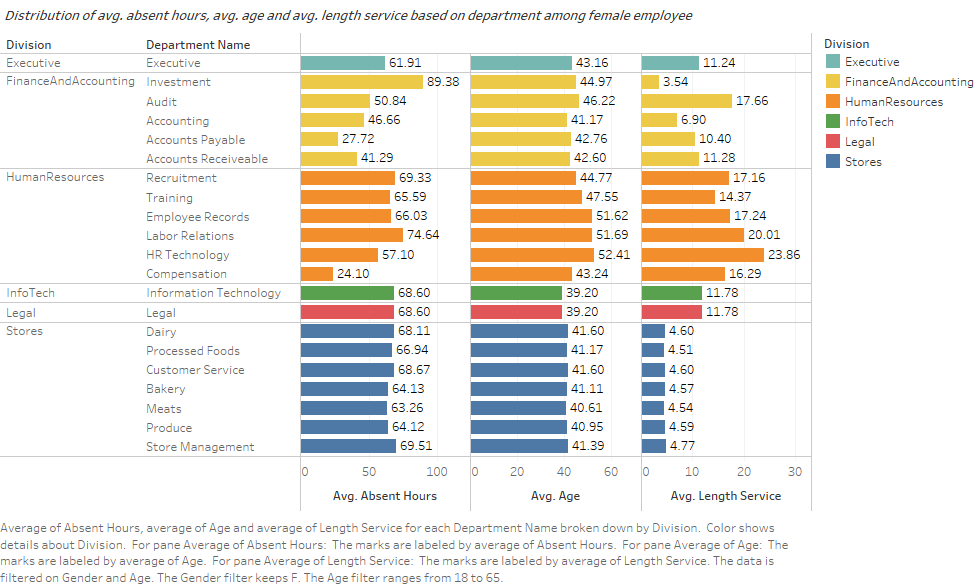 Distribution of avg. absent hours, avg. age and avg. length service based on department among female employee
Division Department Name
Executive Executive 61.91 43.16 11.24
FinanceAndAccounting Investment 89.38 44.97 3.54
Audit 50.84 46.22 17.66
Accounting 46.66 41.17 6.90
Accounts Payable 27.72 42.76 10.40
Accounts Receiveable 41.29 42.60 11.28
HumanResources Recruitment 69.33 44.77 17.16
Training 65.59 47.55 14.37
Employee Records 66.03 51.62 17.24
Labor Relations 74.64 51.69 20.01
HR Technology 57.10 52.41 23.86
Compensation 24.10 43.24 16.29
InfoTech Information Technology 68.60 39.20 11.78
Legal Legal 68.60 39.20 11.78
Stores Dairy 68.11 41.60 4.60
Processed Foods 66.94 41.17 4.51
Customer Service 68.67 41.60 4.60
Bakery 64.13 41.11 4.57
Meats 63.26 40.61 4.54
Produce 64.12 40.95 4.59
Store Management 69.51 41.39 4.77
0 50 100 0 20 40 60 0 10 20 30
Avg. Absent Hours Avg. Age Avg. Length Service
Division
Executive
FinanceAndAccounting
HumanResources
InfoTech
Legal
Stores
Average of Absent Hours, average of Age and average of Length Service for each Department Name broken down by Division. Color shows
details about Division. For pane Average of Absent Hours: The marks are labeled by average of Absent Hours. For pane Average of Age: The
marks are labeled by average of Age. For pane Average of Length Service: The marks are labeled by average of Length Service. The data is
filtered on Gender and Age. The Gender filter keeps F. The Age filter ranges from 18 to 65.